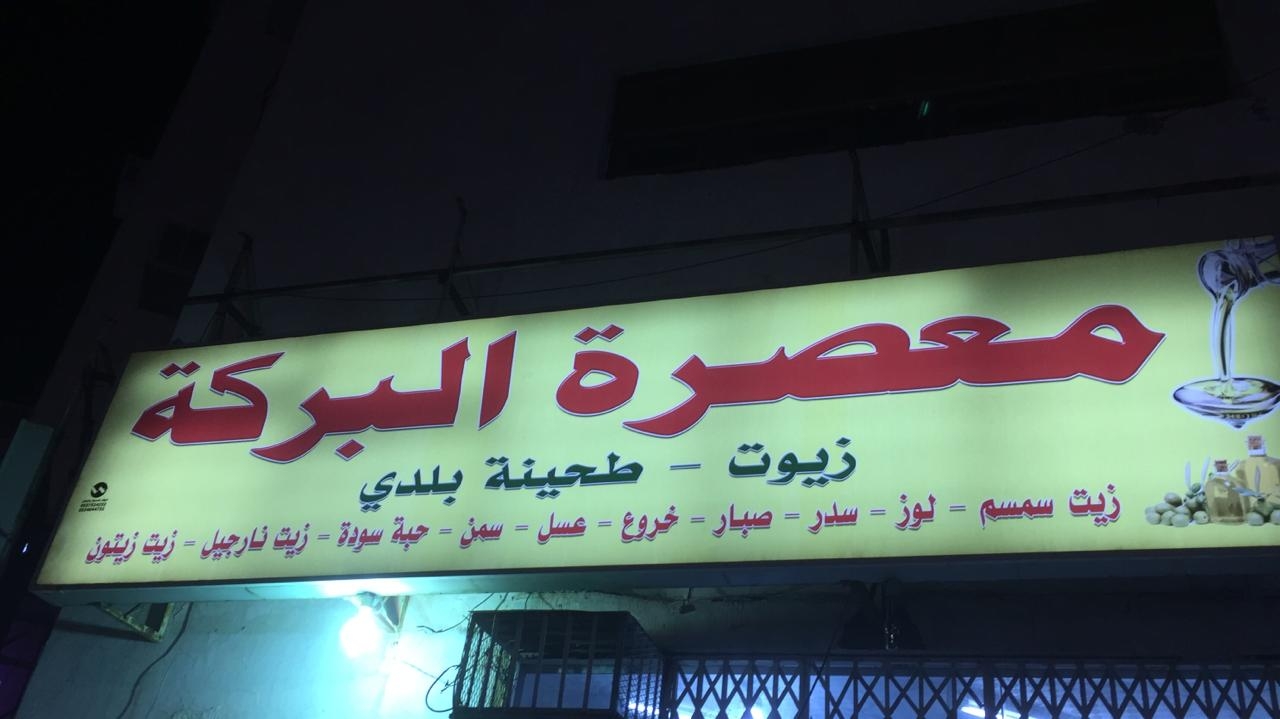 معصرة البركة
زيوت - طحينة بلدي
زيت سمسم - لوز - سدر - صبار - خروع - عسل - سمن - حبة سودة - زيت نارجيل - زيت زيتون